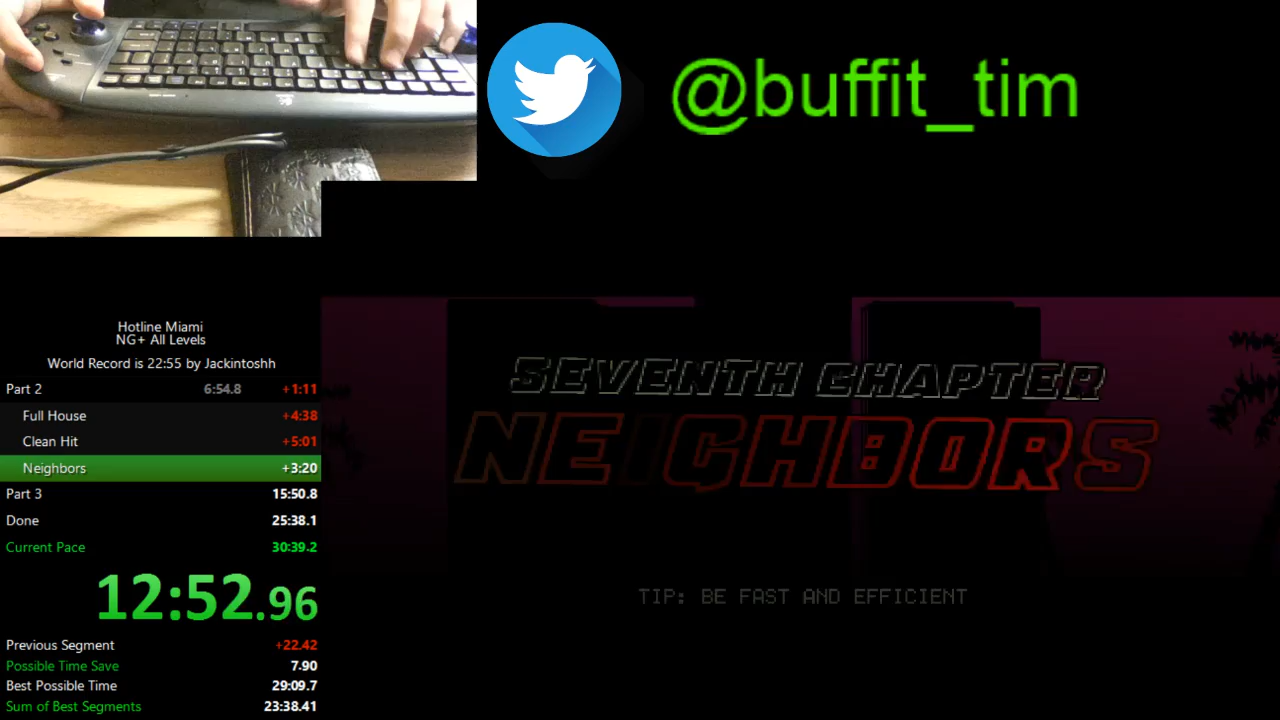 @buffit_tim
Hotline Miami
NG+ All Levels
World Record is 22:55 by Jackintoshh
Part 2 6:54.8 +1:11
Full House +4:38
Clean Hit +5:01
Neighbors +3:20
Part 3 15:50.8
Done 25:38.1
Current Pace 30:39.2
12:52.96
Previous Segment +22.42
Possible Time Save 7.90
Best Possible Time 29:09.7
Sum of Best Segments 23:38.41
SEVENTH CHAPTER
NEIGHBORS
TIP: BE FAST AND EFFICIENT